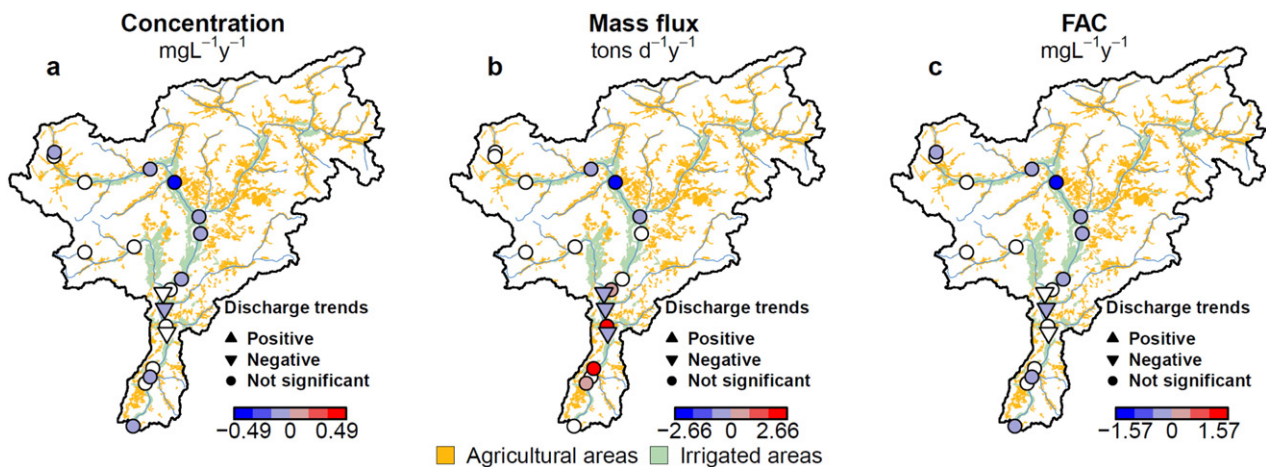 Concentration
mgL⁻¹y⁻¹
a
Discharge trends
Positive
Negative
Not significant
−0.49 0 0.49
Mass flux
tons d⁻¹y⁻¹
b
Discharge trends
Positive
Negative
Not significant
−2.66 0 2.66
FAC
mgL⁻¹y⁻¹
c
Discharge trends
Positive
Negative
Not significant
−1.57 0 1.57
Agricultural areas Irrigated areas